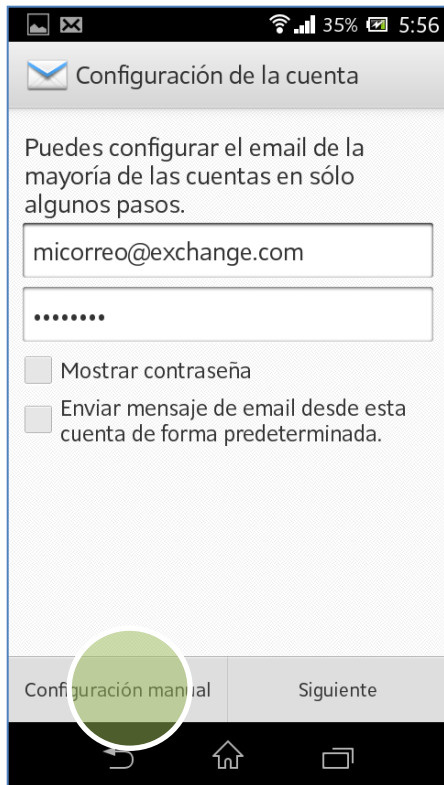 35% 5:56
Configuración de la cuenta
Puedes configurar el email de la
mayoría de las cuentas en sólo
algunos pasos.
micorreo@exchange.com
••••••••
Mostrar contraseña
Enviar mensaje de email desde esta
cuenta de forma predeterminada.
Configuración manual Siguiente